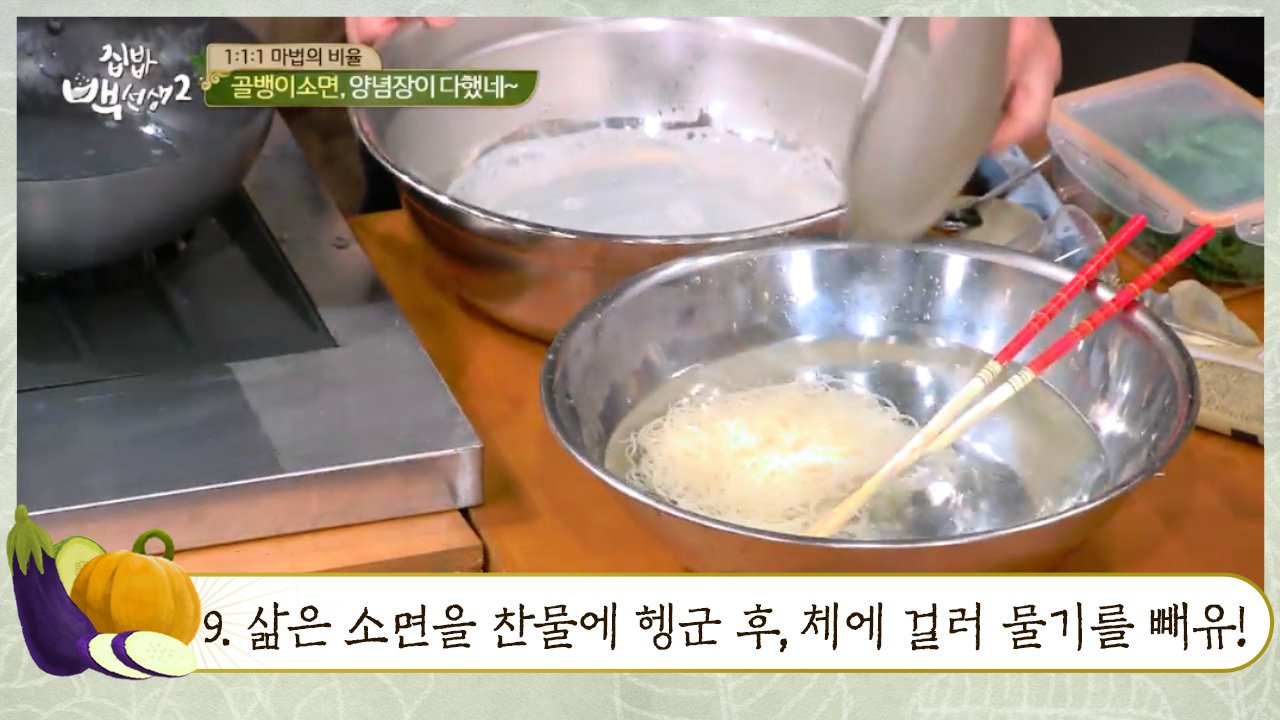 집밥
백선생2
1:1:1 마법의 비율
골뱅이소면, 양념장이 다했네~
9. 삶은 소면을 찬물에 헹군 후, 체에 걸러 물기를 빼유!